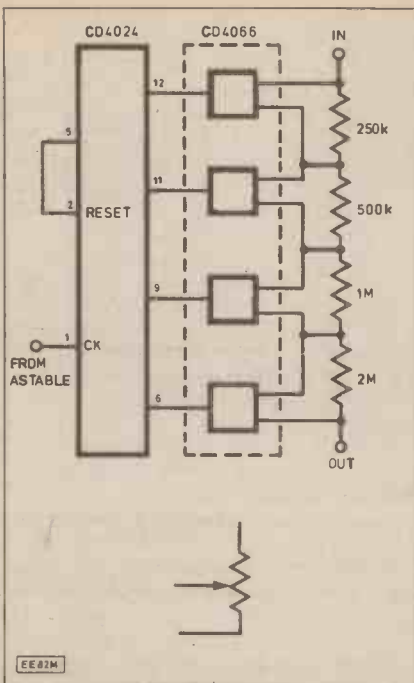 CD4024
CD4066
IN
12
250k
5
11
500k
2
RESET
9
1M
1
CK
FROM
ASTABLE
6
2M
OUT
EE82M